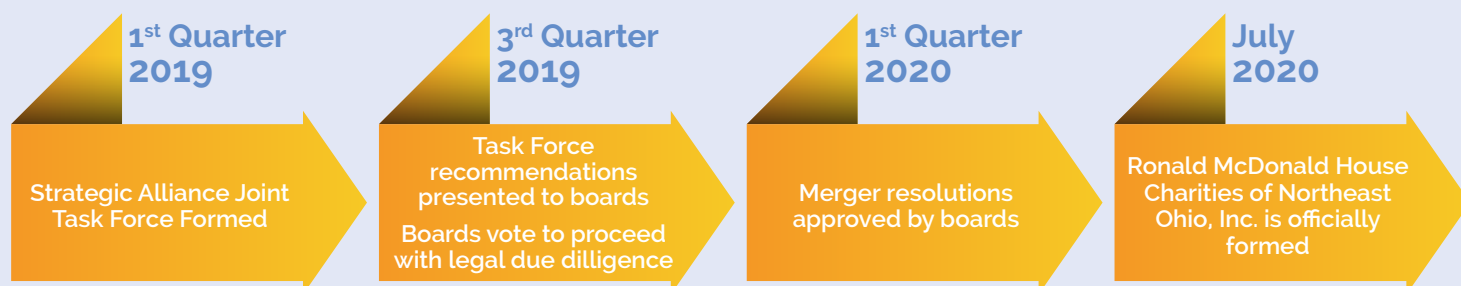 1st Quarter
2019
Strategic Alliance Joint
Task Force Formed
3rd Quarter
2019
Task Force
recommendations
presented to boards
Boards vote to proceed
with legal due dilligence
1st Quarter
2020
Merger resolutions
approved by boards
July
2020
Ronald McDonald House
Charities of Northeast
Ohio, Inc. is officially
formed